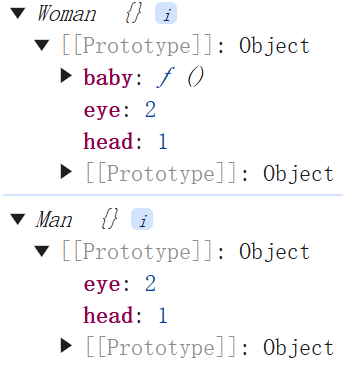 ▼ Woman {} i
▼ [[Prototype]]: Object
▶ baby: ƒ ()
eye: 2
head: 1
▶ [[Prototype]]: Object
▼ Man {} i
▼ [[Prototype]]: Object
eye: 2
head: 1
▶ [[Prototype]]: Object